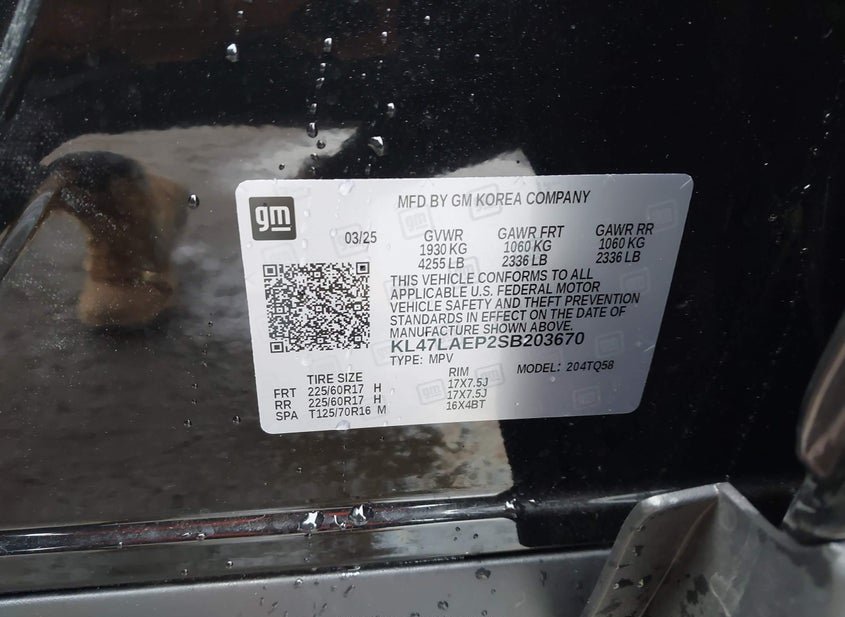 gm
MFD BY GM KOREA COMPANY
03/25
GVWR GAWR FRT GAWR RR
1930 KG 1060 KG 1060 KG
4255 LB 2336 LB 2336 LB
THIS VEHICLE CONFORMS TO ALL
APPLICABLE U.S. FEDERAL MOTOR
VEHICLE SAFETY AND THEFT PREVENTION
STANDARDS IN EFFECT ON THE DATE OF
MANUFACTURE SHOWN ABOVE.
KL47LAEP2SB203670
TYPE: MPV MODEL: 204TQ58
TIRE SIZE RIM
FRT 225/60R17 H 17X7.5J
RR 225/60R17 H 17X7.5J
SPA T125/70R16 M 16X4BT